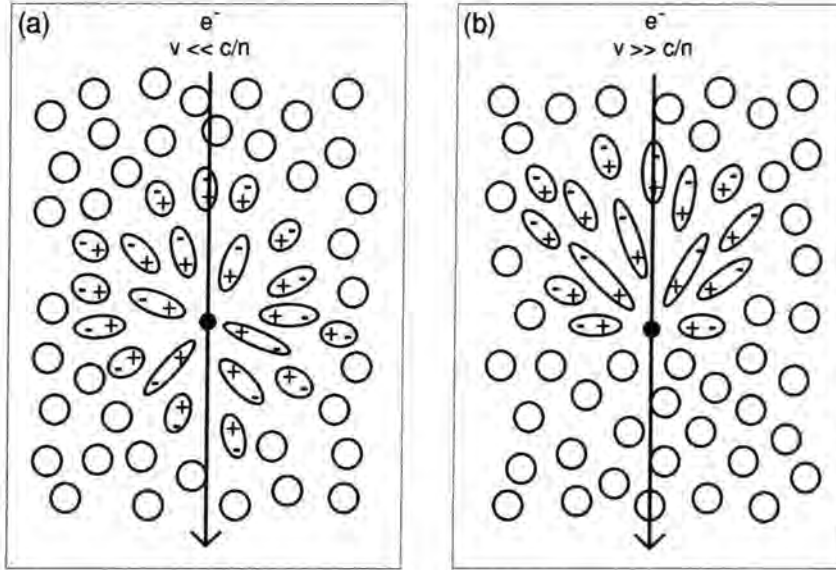 (a)
e⁻
v << c/n
(b)
e⁻
v >> c/n